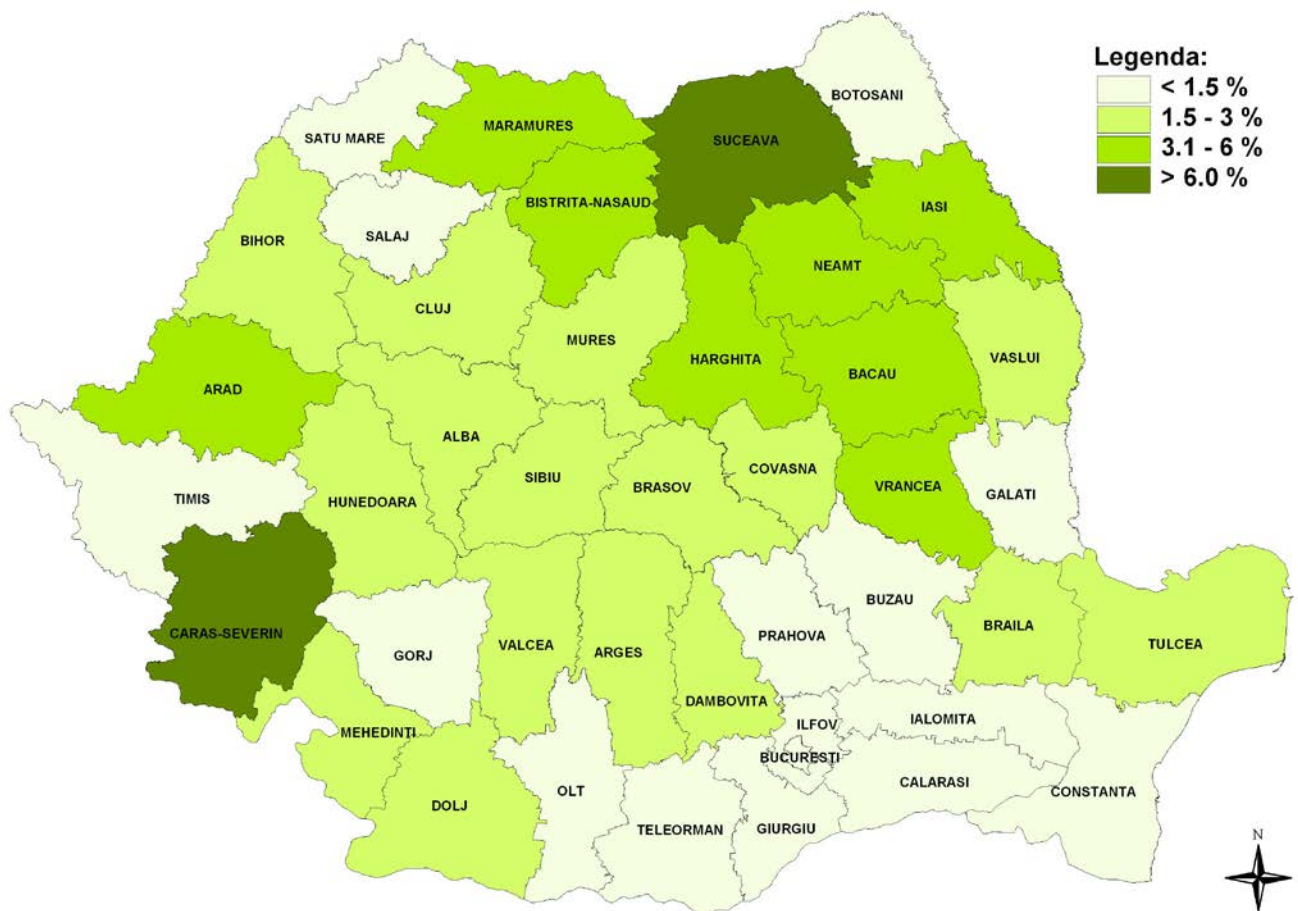 Legenda:
< 1.5 %
1.5 - 3 %
3.1 - 6 %
> 6.0 %
BOTOSANI
SATU MARE
MARAMURES
SUCEAVA
BISTRITA-NASAUD
IASI
SALAJ
BIHOR
NEAMT
CLUJ
MURES
HARGHITA
VASLUI
BACAU
ARAD
ALBA
COVASNA
SIBIU
BRASOV
VRANCEA
GALATI
TIMIS
HUNEDOARA
BUZAU
BRAILA
CARAS-SEVERIN
PRAHOVA
TULCEA
VALCEA
ARGES
GORJ
DAMBOVITA
ILFOV
IALOMITA
MEHEDINTI
BUCURESTI
CALARASI
CONSTANTA
OLT
DOLJ
TELEORMAN
GIURGIU
N